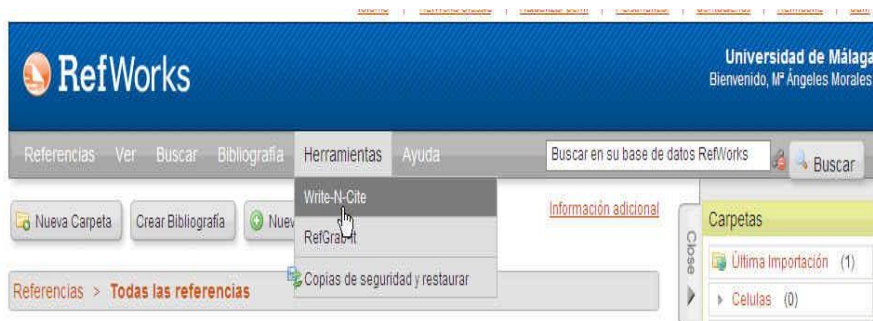 RefWorks
Universidad de Málaga
Bienvenido, Mª Ángeles Morales
Referencias Ver Buscar Bibliografía Herramientas Ayuda
Buscar en su base de datos RefWorks Buscar
Write-N-Cite
RefGrab-It
Copias de seguridad y restaurar
Nueva Carpeta Crear Bibliografía
Información adicional
Close
Carpetas
Última Importación (1)
Celulas (0)
Referencias > Todas las referencias